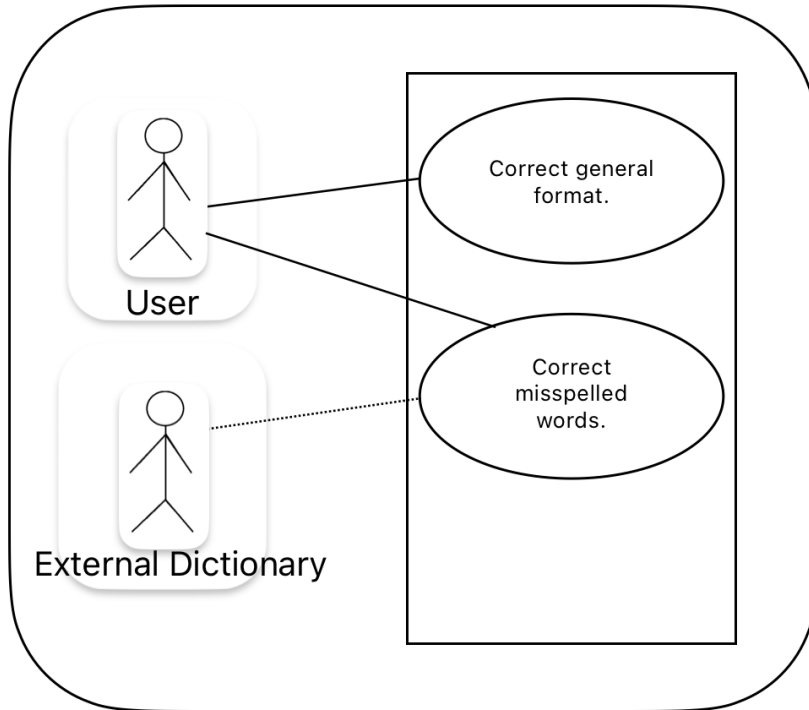 Correct general
format.
User
Correct
misspelled
words.
External Dictionary